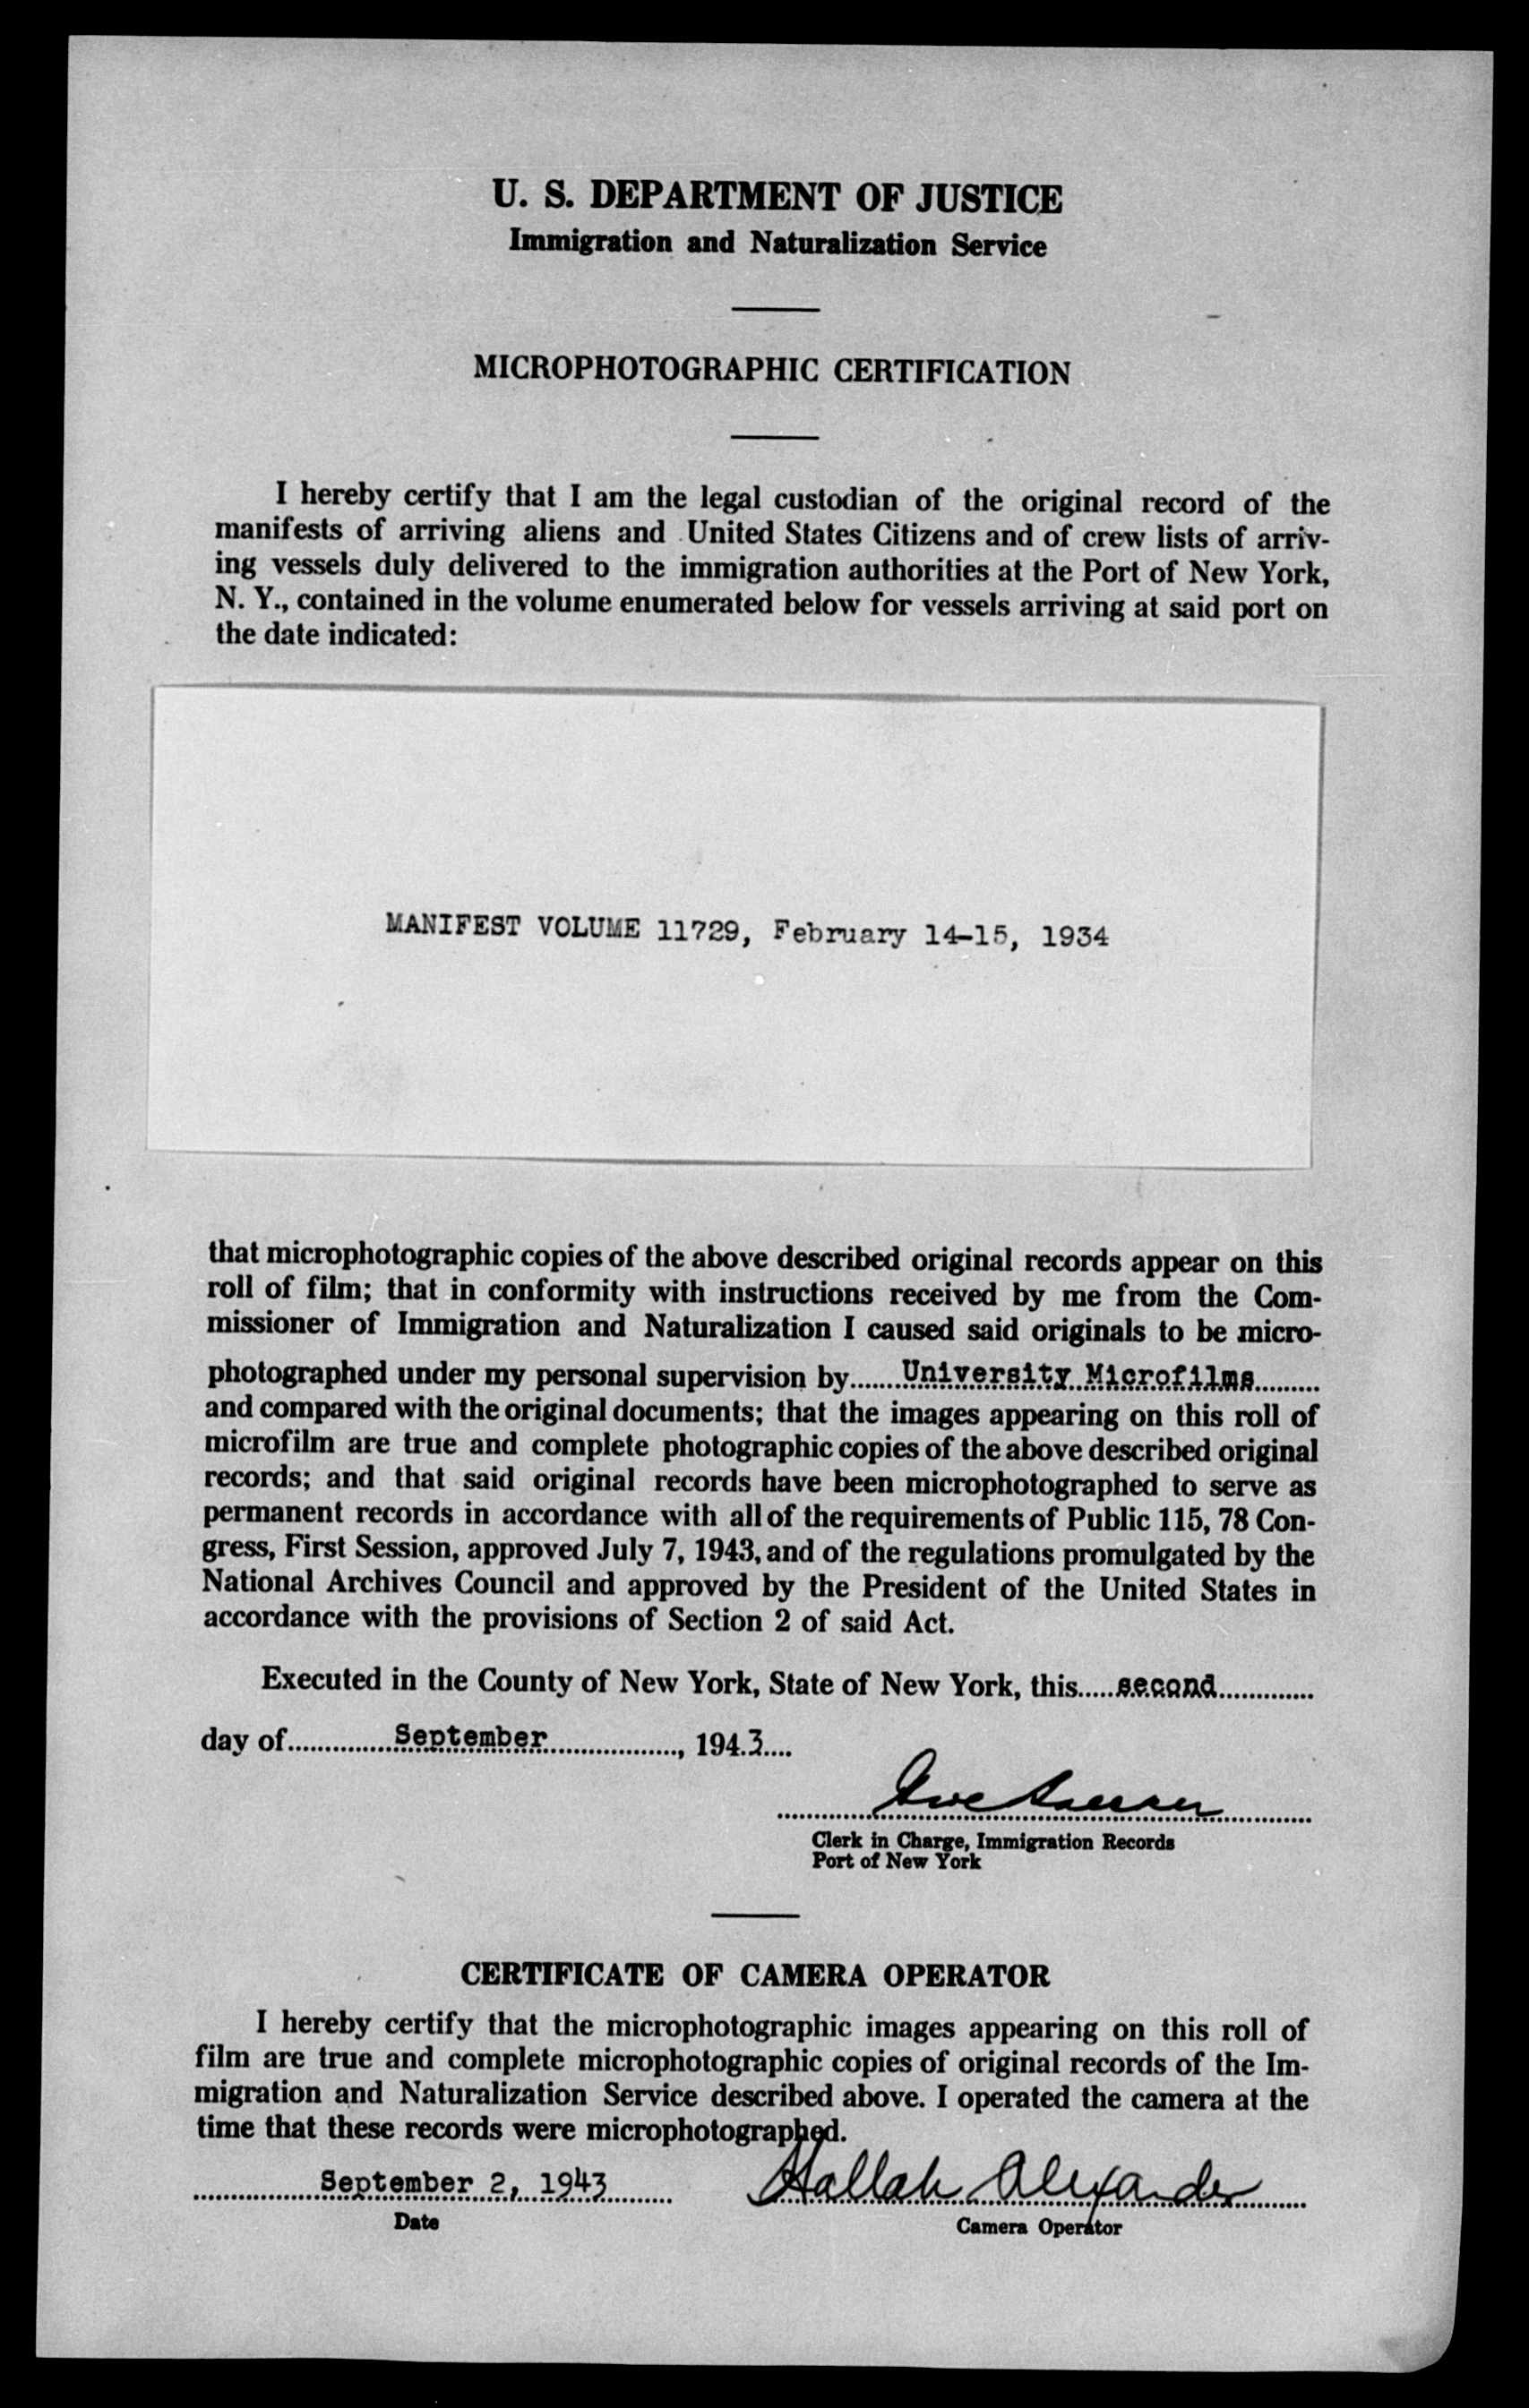 U. S. DEPARTMENT OF JUSTICE
Immigration and Naturalization Service
MICROPHOTOGRAPHIC CERTIFICATION
I hereby certify that I am the legal custodian of the original record of the
manifests of arriving aliens and United States Citizens and of crew lists of arriv-
ing vessels duly delivered to the immigration authorities at the Port of New York,
N. Y., contained in the volume enumerated below for vessels arriving at said port on
the date indicated:
MANIFEST VOLUME 11729, February 14-15, 1934
that microphotographic copies of the above described original records appear on this
roll of film; that in conformity with instructions received by me from the Com-
missioner of Immigration and Naturalization I caused said originals to be micro-
photographed under my personal supervision by.......University Microfilms.........
and compared with the original documents; that the images appearing on this roll of
microfilm are true and complete photographic copies of the above described original
records; and that said original records have been microphotographed to serve as
permanent records in accordance with all of the requirements of Public 115, 78 Con-
gress, First Session, approved July 7, 1943, and of the regulations promulgated by the
National Archives Council and approved by the President of the United States in
accordance with the provisions of Section 2 of said Act.
Executed in the County of New York, State of New York, this.....second.............
day of..............September.................., 194.3....
Clerk in Charge, Immigration Records
Port of New York
CERTIFICATE OF CAMERA OPERATOR
I hereby certify that the microphotographic images appearing on this roll of
film are true and complete microphotographic copies of original records of the Im-
migration and Naturalization Service described above. I operated the camera at the
time that these records were microphotographed.
September 2, 1943 Hallah Alexander
Date Camera Operator